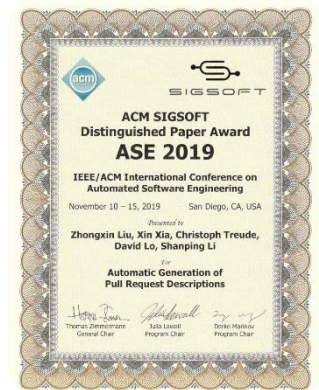 acm
SIGSOFT
ACM SIGSOFT
Distinguished Paper Award
ASE 2019
IEEE/ACM International Conference on
Automated Software Engineering
November 10 – 15, 2019 San Diego, CA, USA
Presented to
Zhongxin Liu, Xin Xia, Christoph Treude,
David Lo, Shanping Li
For
Automatic Generation of
Pull Request Descriptions
Thomas Zimmermann Julia Lawall Darko Marinov
General Chair Program Chair Program Chair